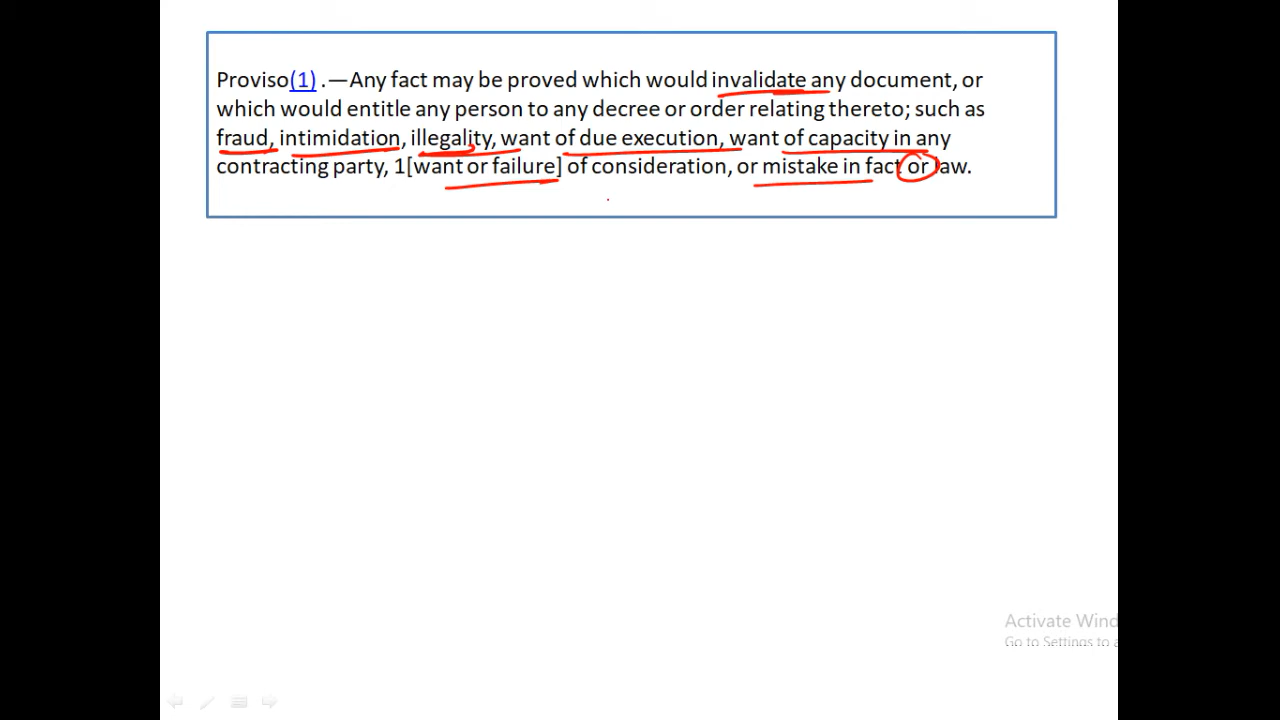 Proviso(1) .—Any fact may be proved which would invalidate any document, or
which would entitle any person to any decree or order relating thereto; such as
fraud, intimidation, illegality, want of due execution, want of capacity in any
contracting party, 1[want or failure] of consideration, or mistake in fact or law.
Activate Wind
Go to Settings to a